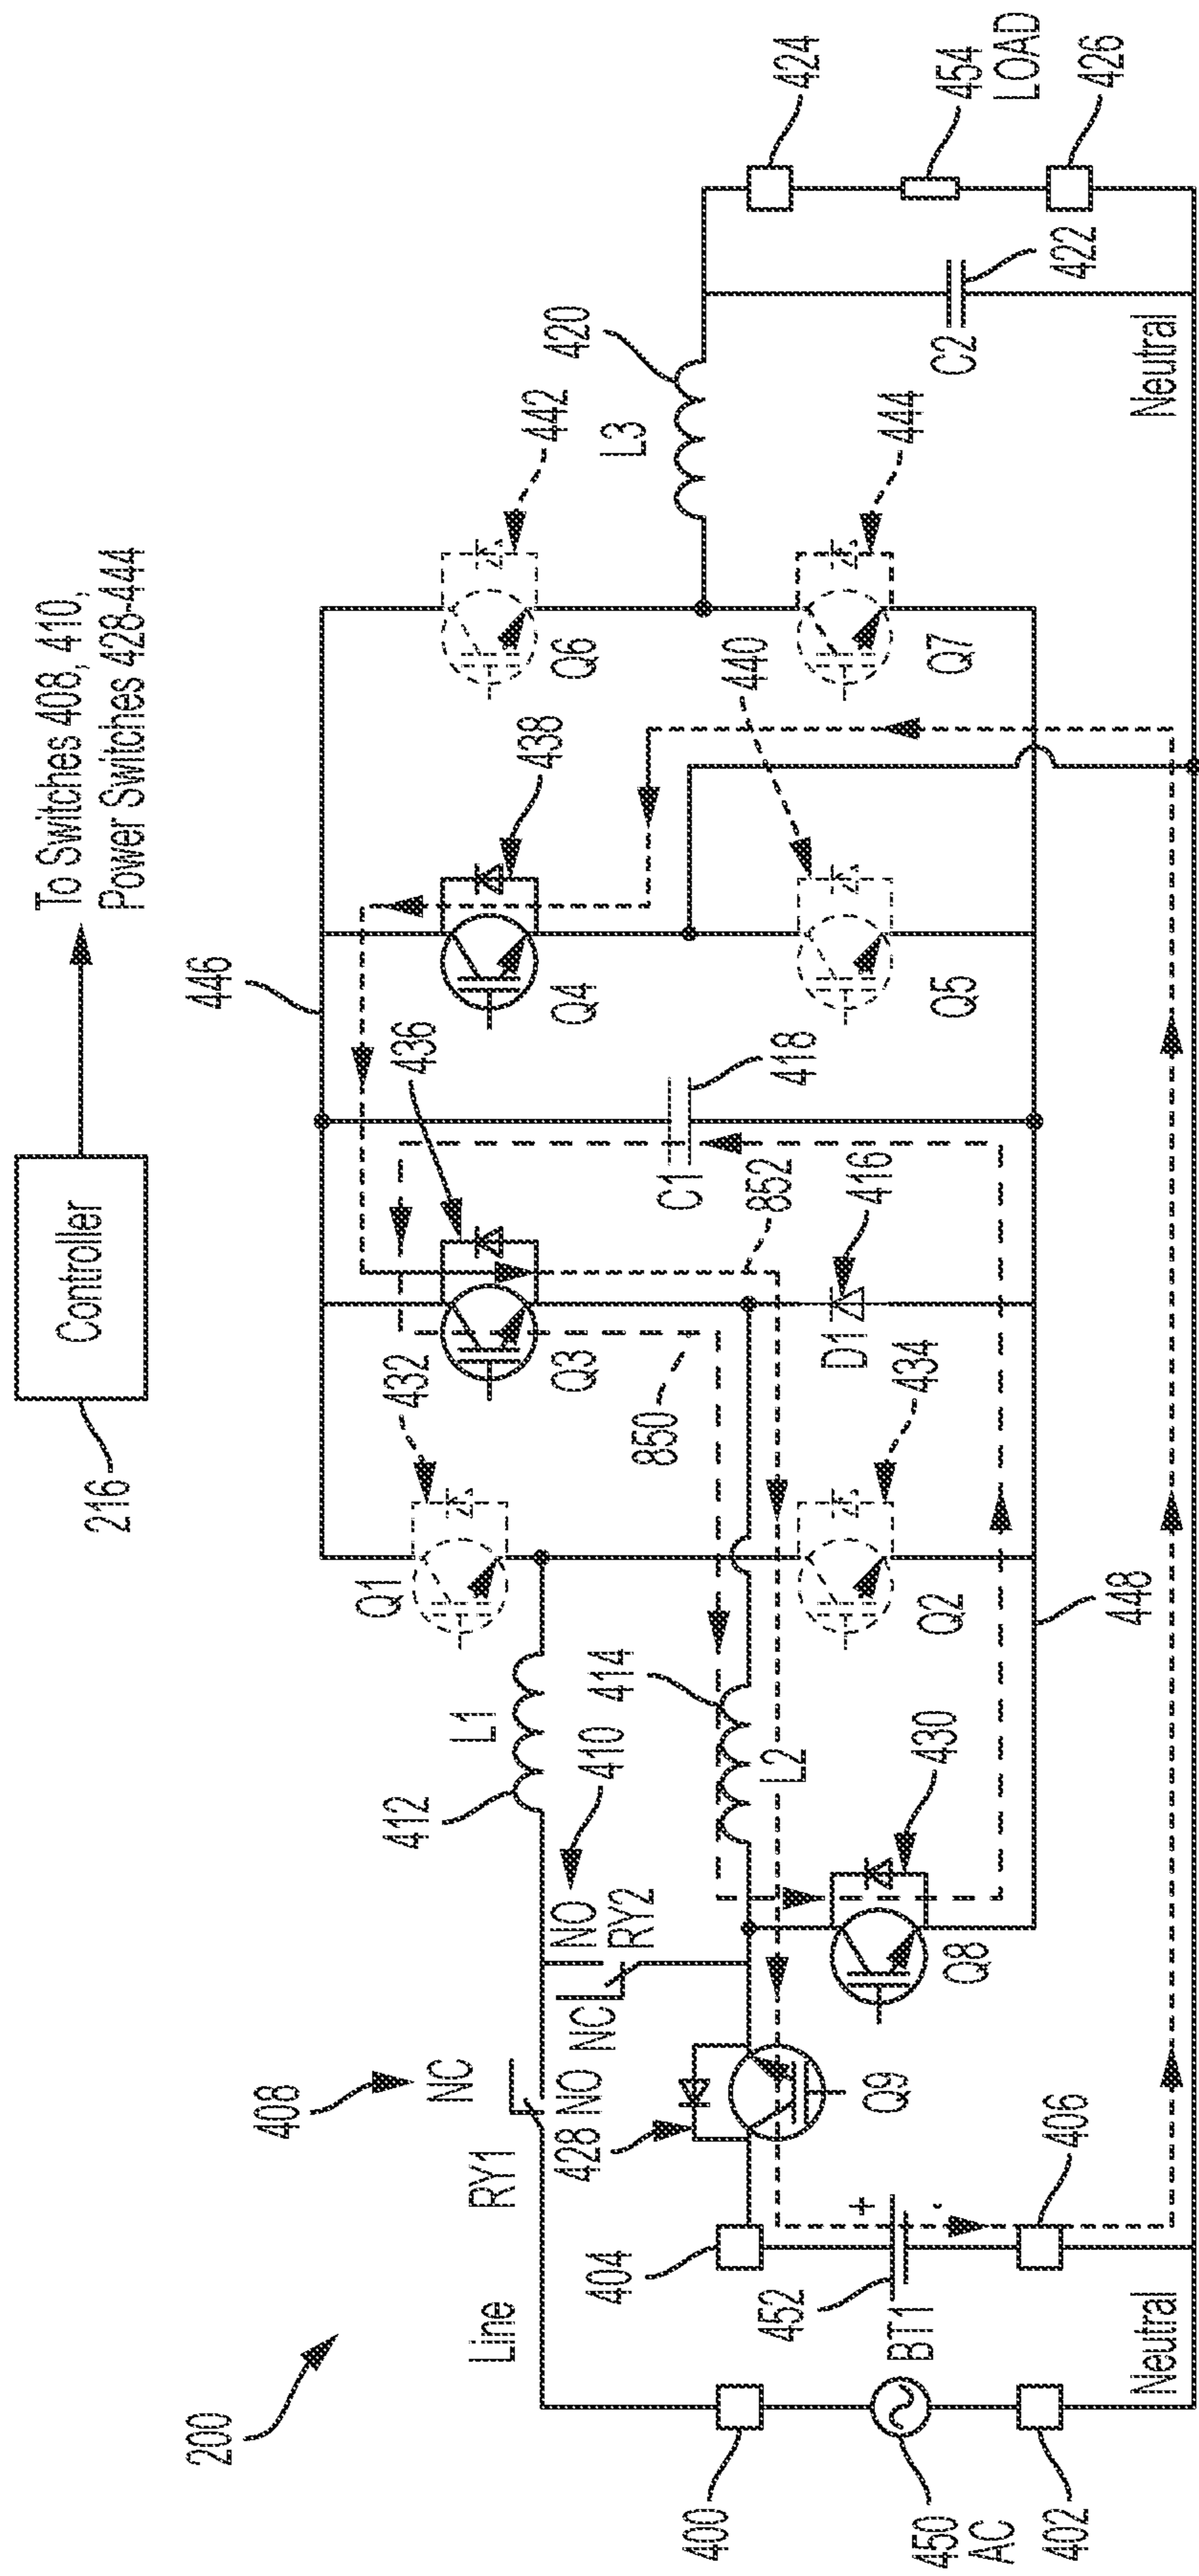 216
Controller
To Switches 408, 410,
Power Switches 428-444
200
446
408
NC
RY1
NO
Line
412
L1
NO
410
RY2
NC
Q1
432
Q3
436
Q4
438
Q6
442
L3
420
424
428
Q9
404
414
L2
850
852
C1
418
440
400
450
AC
402
452
BT1
+
-
406
Q8
430
Q2
434
D1
416
Q5
Q7
444
C2
422
454
LOAD
426
448
Neutral
Neutral